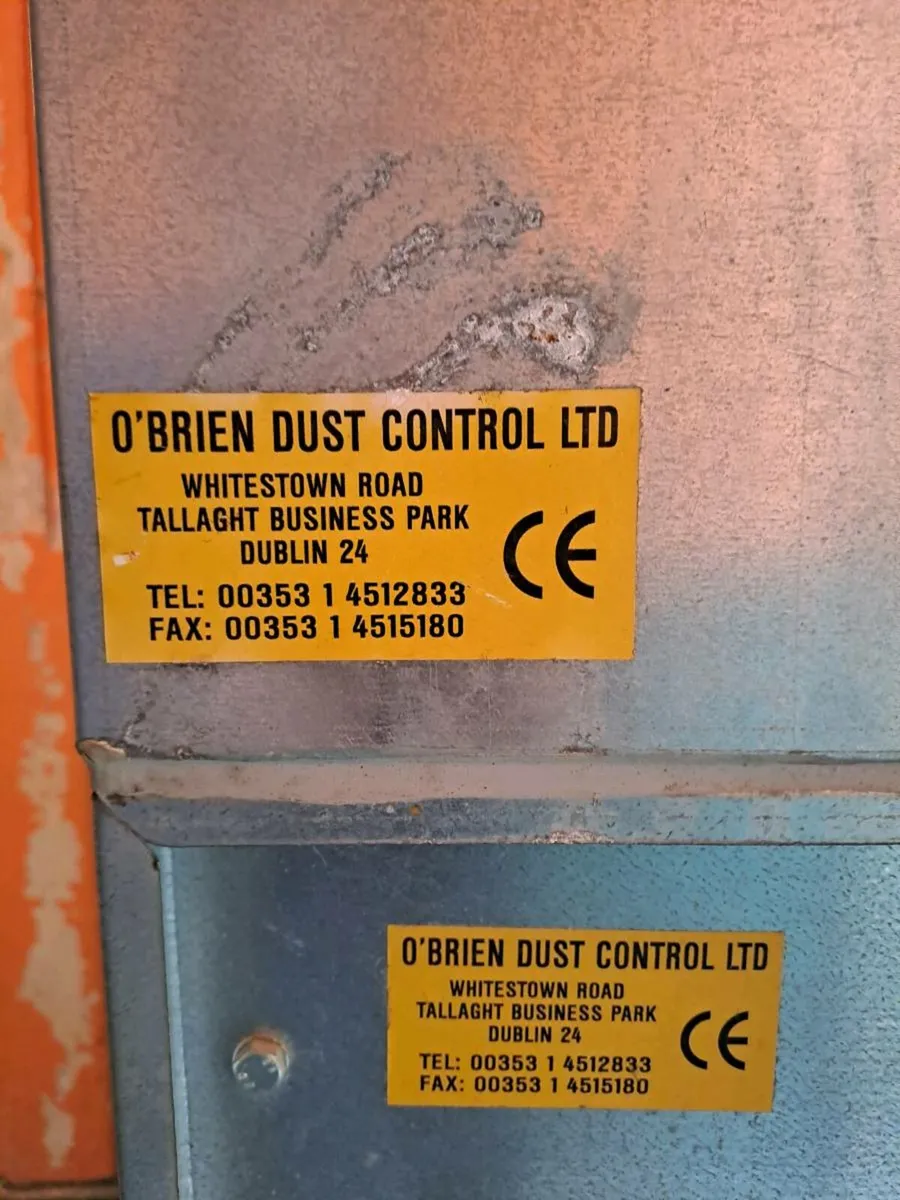 O'BRIEN DUST CONTROL LTD
WHITESTOWN ROAD
TALLAGHT BUSINESS PARK
DUBLIN 24
CE
TEL: 00353 1 4512833
FAX: 00353 1 4515180
O'BRIEN DUST CONTROL LTD
WHITESTOWN ROAD
TALLAGHT BUSINESS PARK
DUBLIN 24
CE
TEL: 00353 1 4512833
FAX: 00353 1 4515180